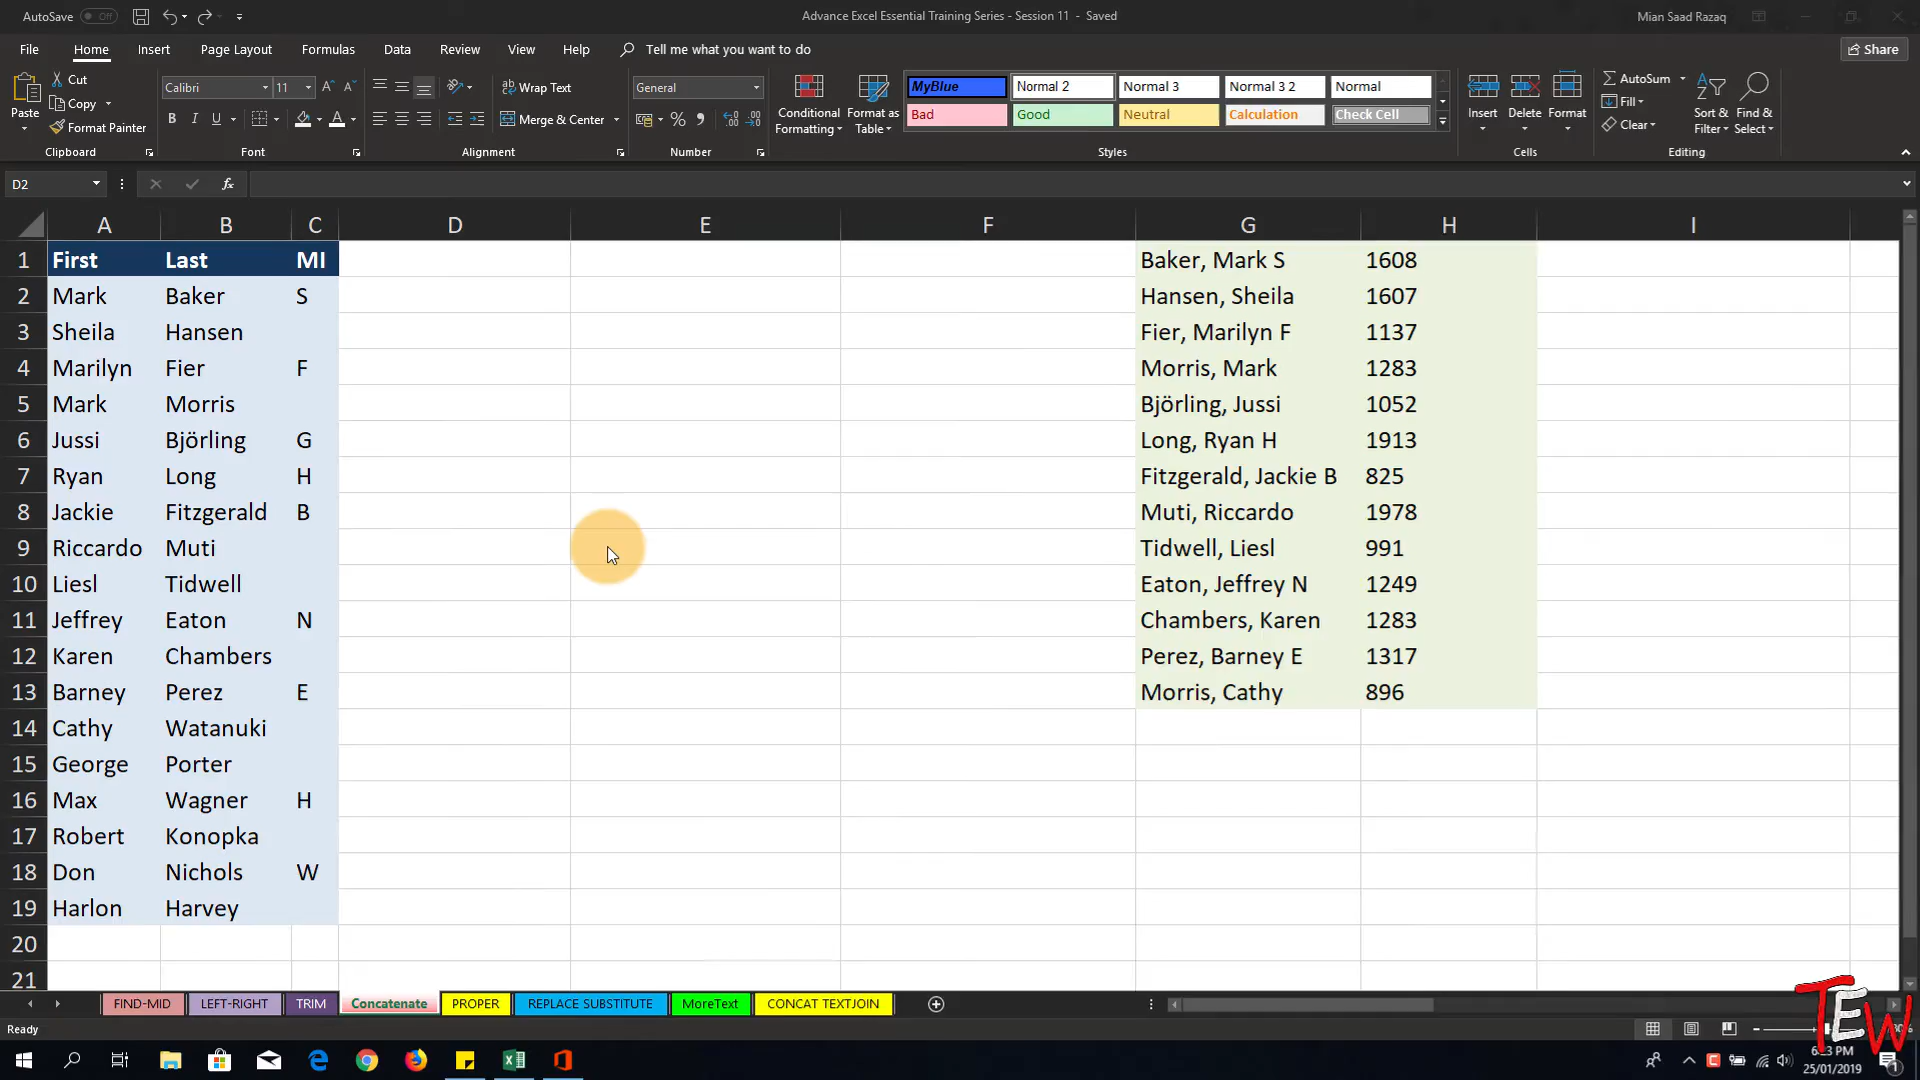 AutoSave Off
Advance Excel Essential Training Series - Session 11 - Saved
Mian Saad Razaq
File Home Insert Page Layout Formulas Data Review View Help Tell me what you want to do Share
Paste
Cut
Copy
Format Painter
Clipboard
Calibri 11
B I U
A A
A
Font
Wrap Text
Merge & Center
Alignment
General
% 9
Number
Conditional Formatting
Format as Table
MyBlue Normal 2 Normal 3 Normal 3 2 Normal
Bad Good Neutral Calculation Check Cell
Styles
Insert Delete Format
Cells
AutoSum
Fill
Clear
Sort & Filter
Find & Select
Editing
D2 fx
A B C D E F G H I
1 First Last MI Baker, Mark S 1608
2 Mark Baker S Hansen, Sheila 1607
3 Sheila Hansen Fier, Marilyn F 1137
4 Marilyn Fier F Morris, Mark 1283
5 Mark Morris Björling, Jussi 1052
6 Jussi Björling G Long, Ryan H 1913
7 Ryan Long H Fitzgerald, Jackie B 825
8 Jackie Fitzgerald B Muti, Riccardo 1978
9 Riccardo Muti Tidwell, Liesl 991
10 Liesl Tidwell Eaton, Jeffrey N 1249
11 Jeffrey Eaton N Chambers, Karen 1283
12 Karen Chambers Perez, Barney E 1317
13 Barney Perez E Morris, Cathy 896
14 Cathy Watanuki
15 George Porter
16 Max Wagner H
17 Robert Konopka
18 Don Nichols W
19 Harlon Harvey
20
21
FIND-MID LEFT-RIGHT TRIM Concatenate PROPER REPLACE SUBSTITUTE MoreText CONCAT TEXTJOIN
Ready
TEW
25/01/2019
1